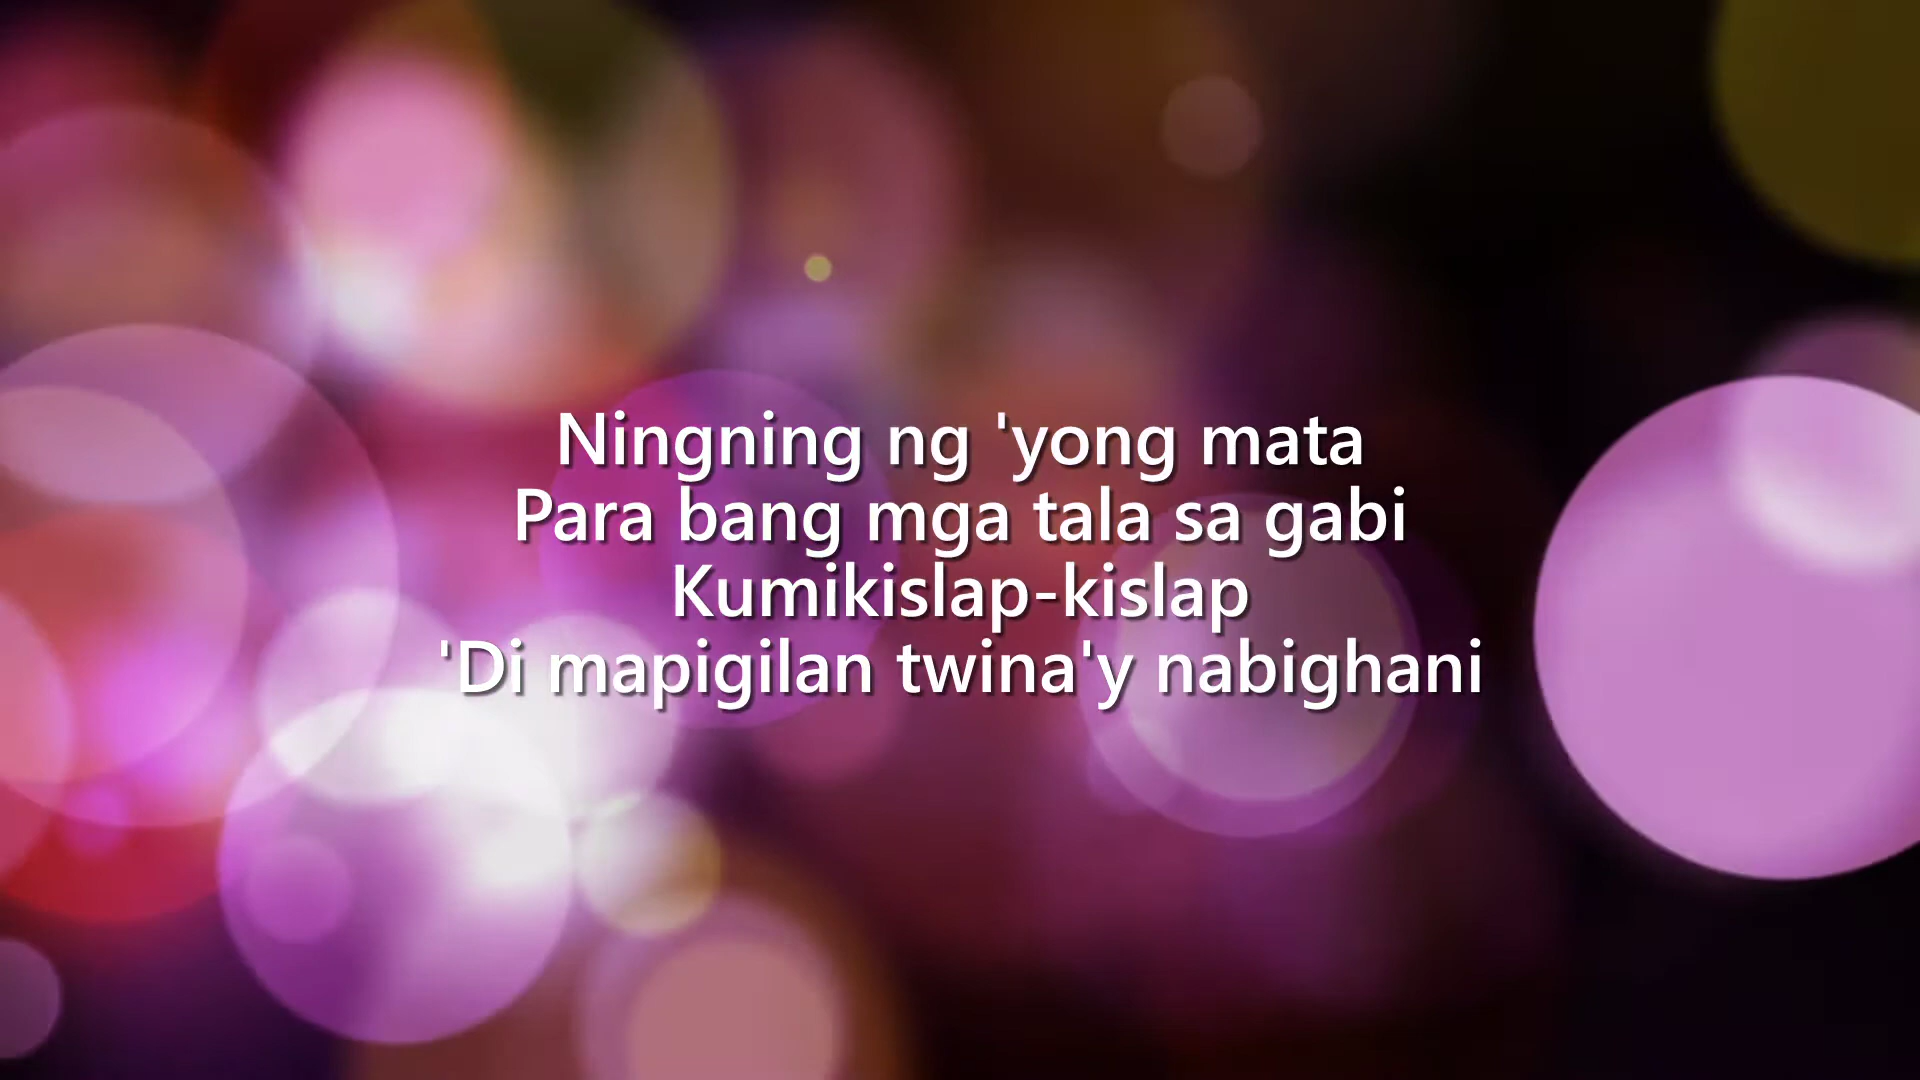 Ningning ng 'yong mata
Para bang mga tala sa gabi
Kumikislap-kislap
'Di mapigilan twina'y nabighani